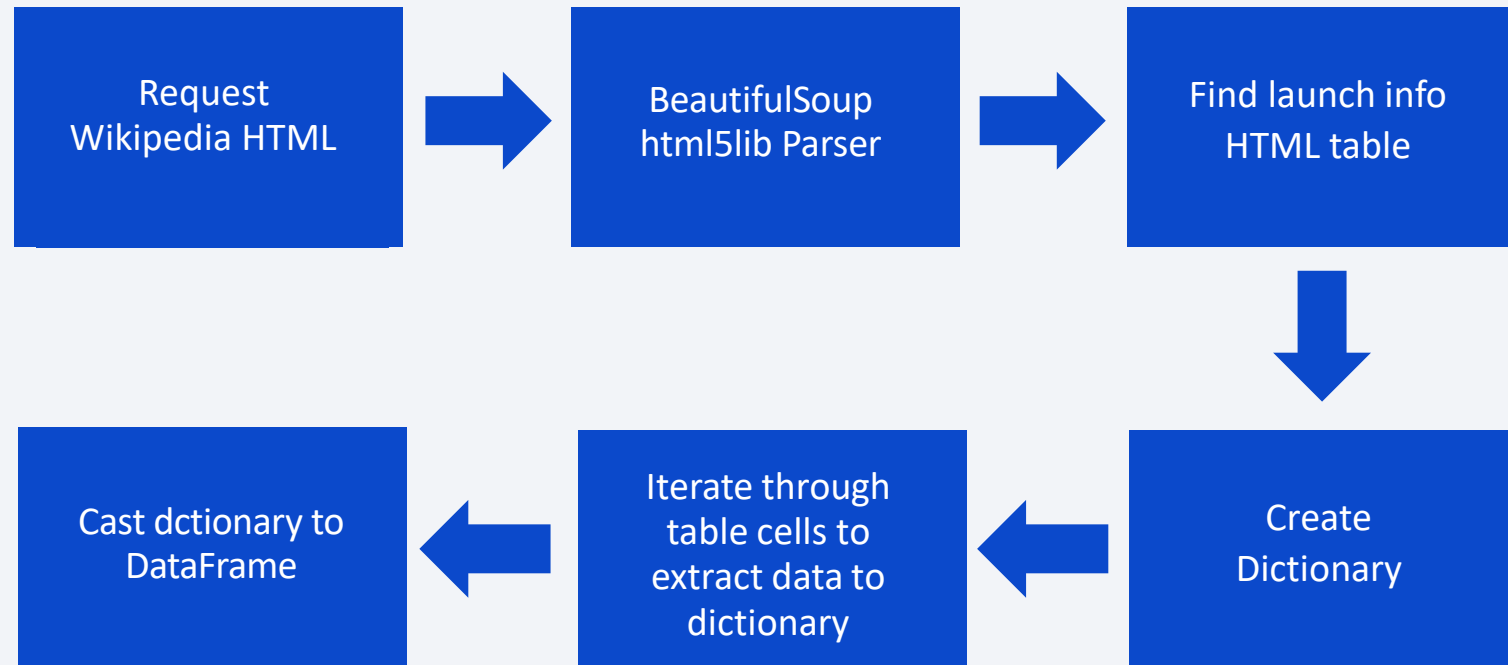 Request
Wikipedia HTML
BeautifulSoup
html5lib Parser
Find launch info
HTML table
Create
Dictionary
Iterate through
table cells to
extract data to
dictionary
Cast dctionary to
DataFrame